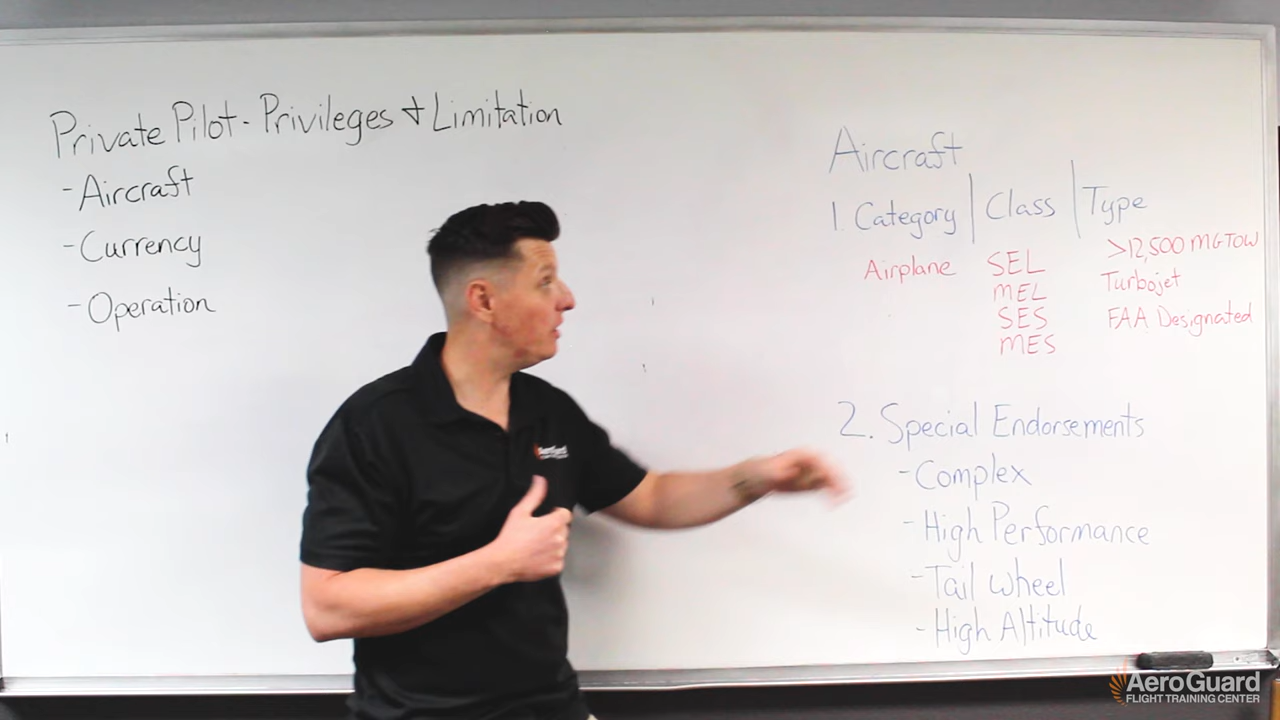 Private Pilot - Privileges & Limitation
- Aircraft
- Currency
- Operation
Aircraft
1. Category | Class | Type
Airplane SEL >12,500 MGTOW
MEL Turbojet
SES FAA Designated
MES
2. Special Endorsements
- Complex
- High Performance
- Tail Wheel
- High Altitude
AeroGuard
AeroGuard
FLIGHT TRAINING CENTER